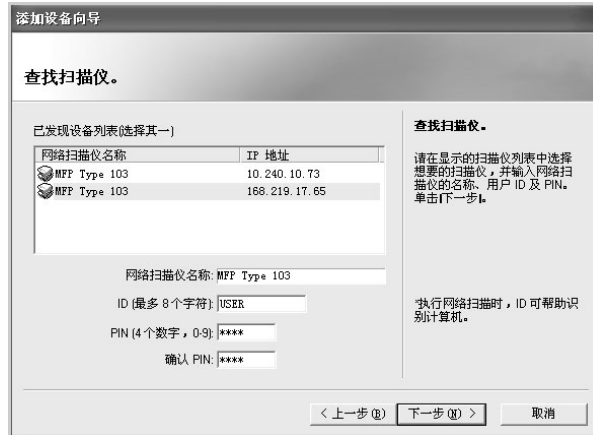 添加设备向导
查找扫描仪。
已发现设备列表(选择其一)
网络扫描仪名称 IP 地址
MFP Type 103 10.240.10.73
MFP Type 103 168.219.17.65
网络扫描仪名称: MFP Type 103
ID (最多 8 个字符): USER
PIN (4 个数字，0-9): ****
确认 PIN: ****
查找扫描仪。
请在显示的扫描仪列表中选择
想要的扫描仪，并输入网络扫
描仪的名称、用户 ID 及 PIN。
单击[下一步]。
*执行网络扫描时，ID 可帮助识
别计算机。
< 上一步(B) 下一步(N) > 取消